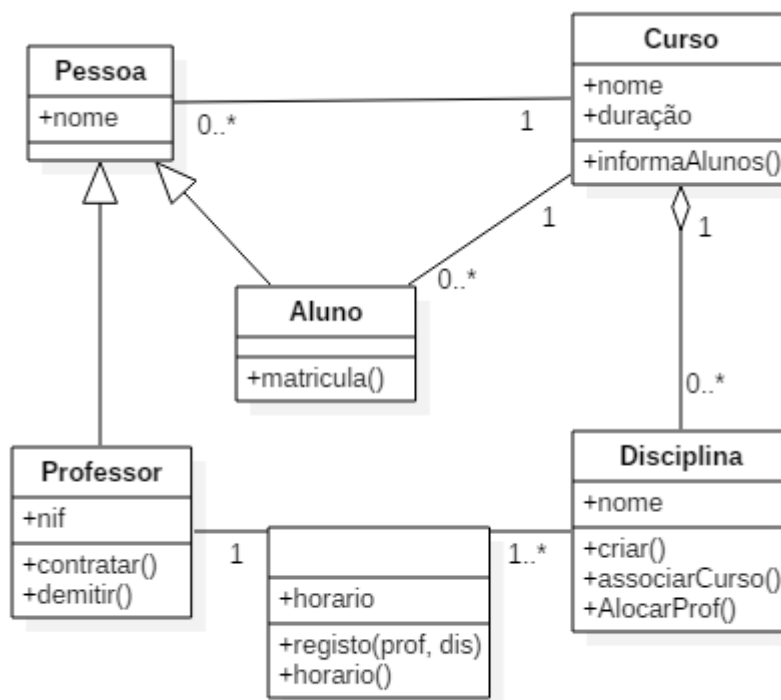 Pessoa
+nome
0..*
1
Curso
+nome
+duração
+informaAlunos()
1
1
0..*
Aluno
+matricula()
0..*
Professor
+nif
+contratar()
+demitir()
1
+horario
+registo(prof, dis)
+horario()
1..*
Disciplina
+nome
+criar()
+associarCurso()
+AlocarProf()